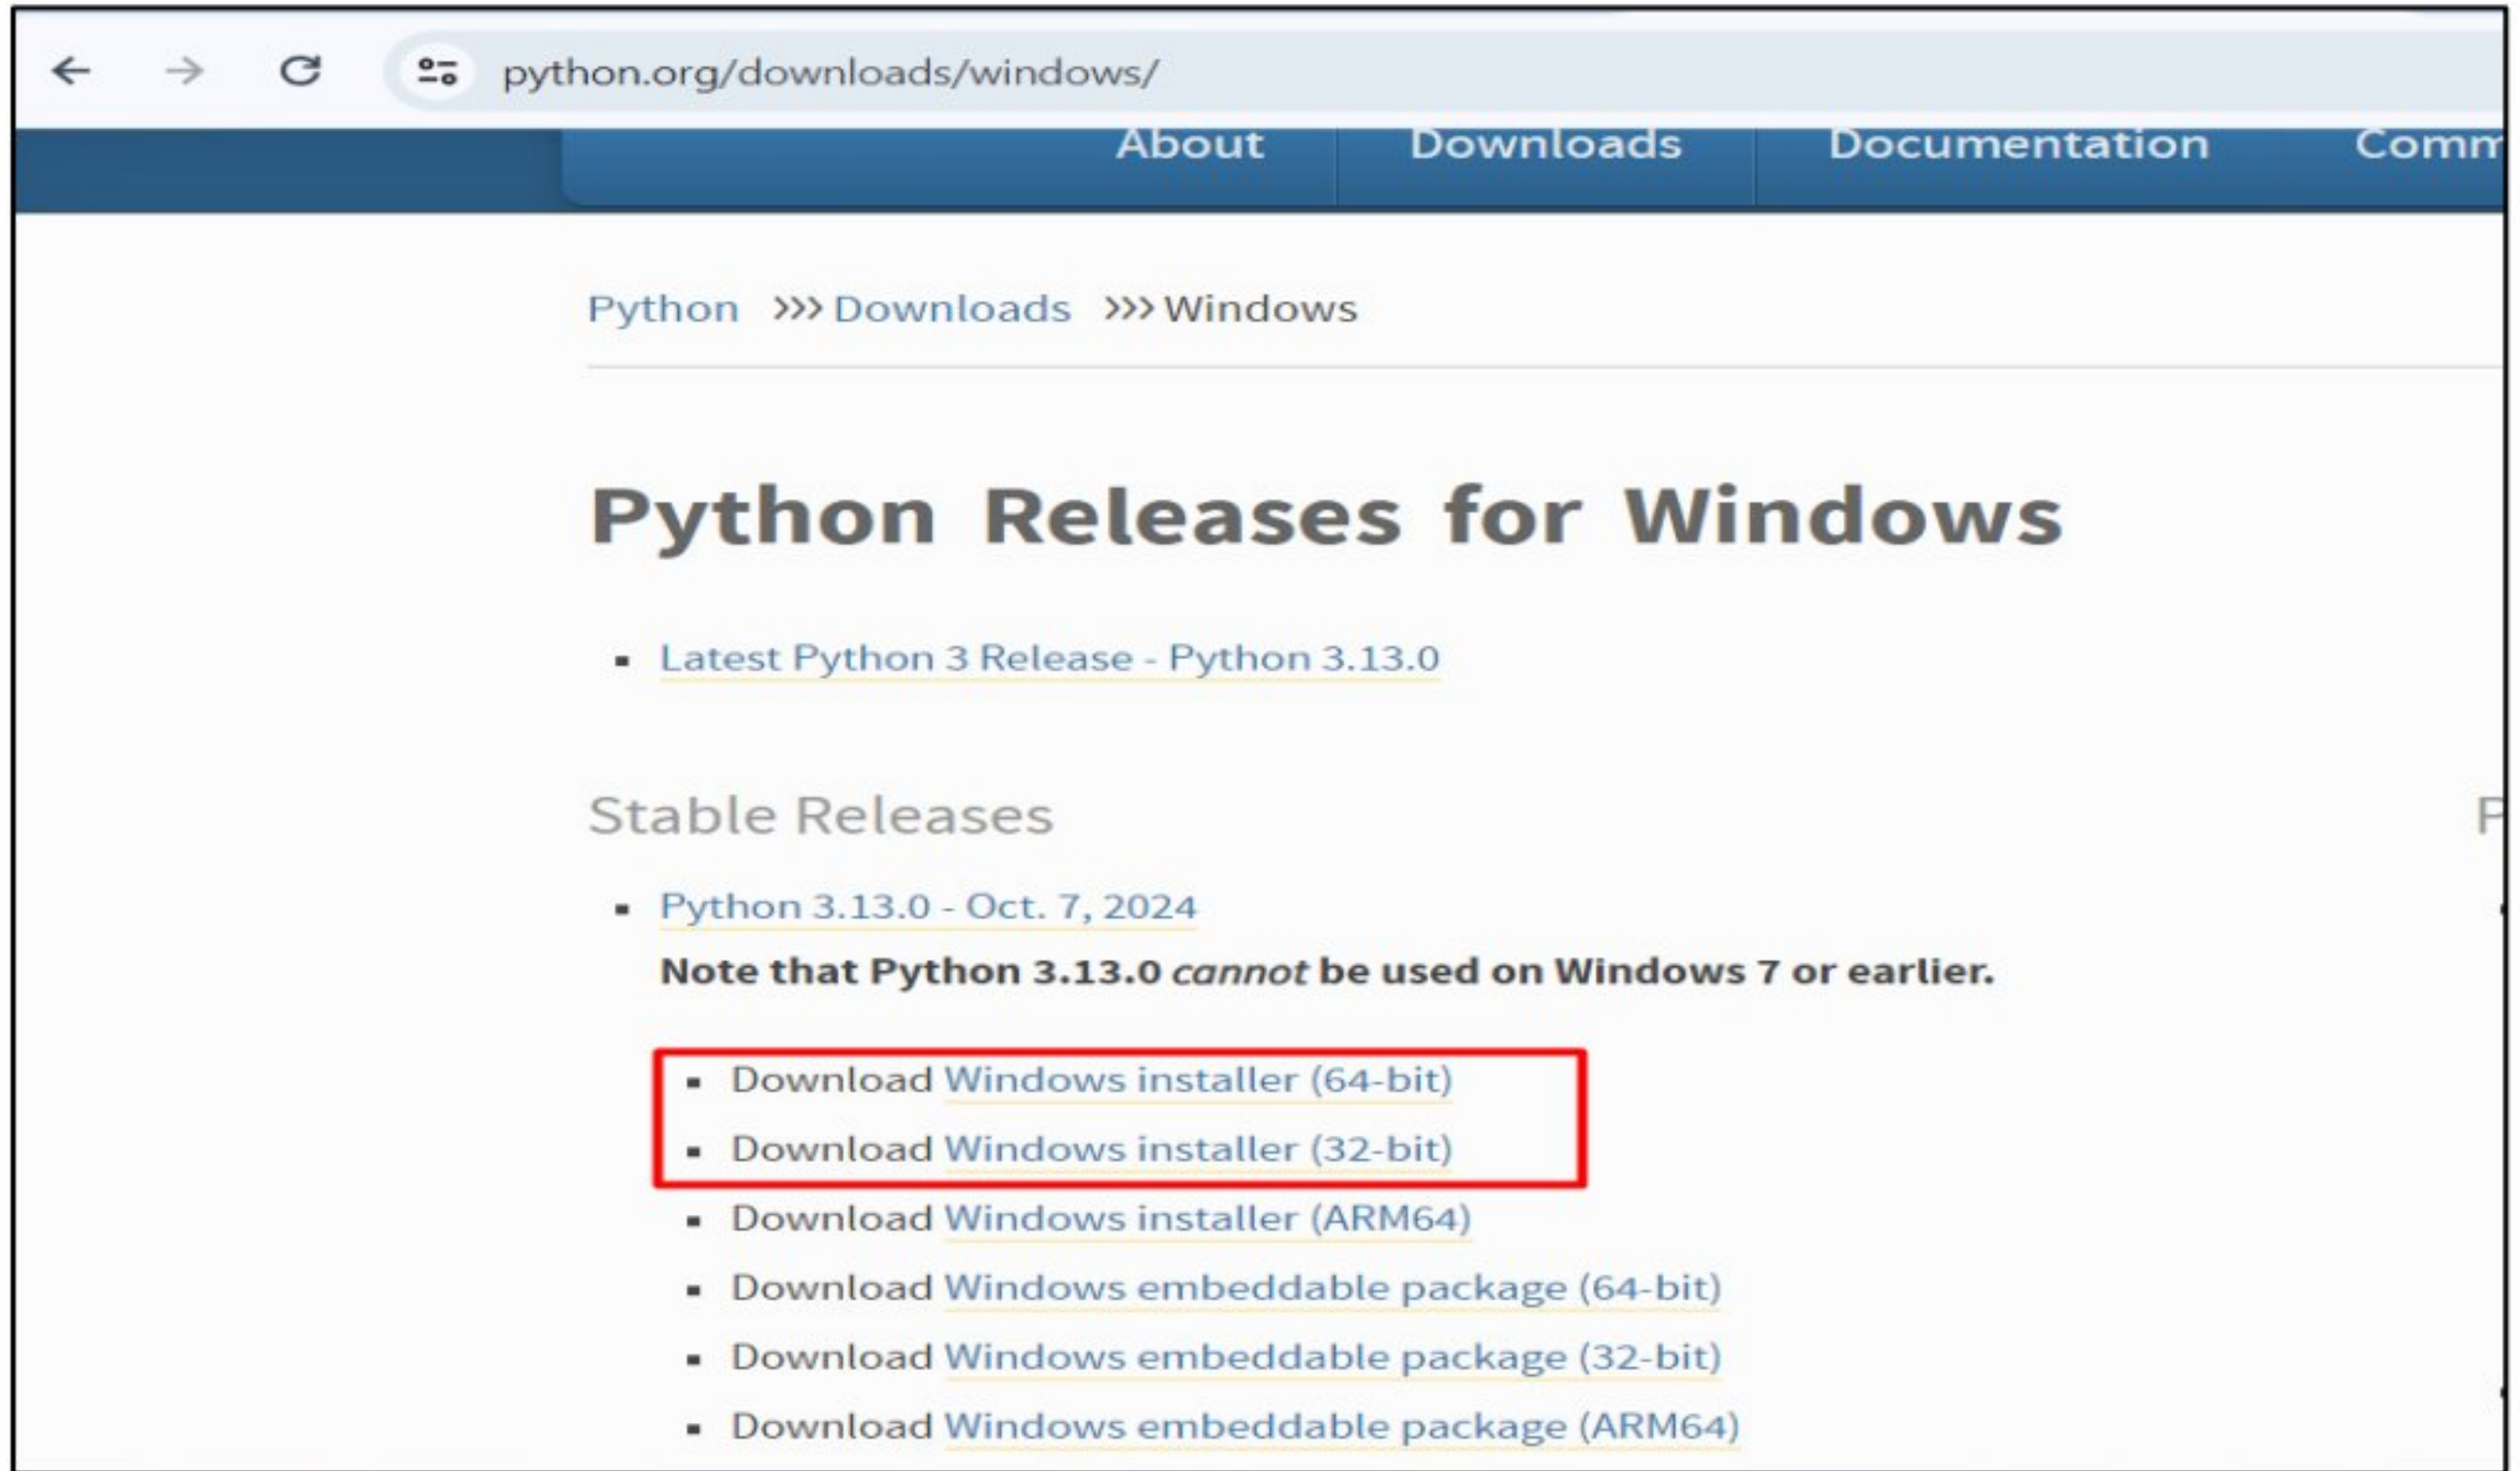 python.org/downloads/windows/
About Downloads Documentation Comm
Python >>> Downloads >>> Windows
Python Releases for Windows
Latest Python 3 Release - Python 3.13.0
Stable Releases
P
Python 3.13.0 - Oct. 7, 2024
Note that Python 3.13.0 cannot be used on Windows 7 or earlier.
Download Windows installer (64-bit)
Download Windows installer (32-bit)
Download Windows installer (ARM64)
Download Windows embeddable package (64-bit)
Download Windows embeddable package (32-bit)
Download Windows embeddable package (ARM64)